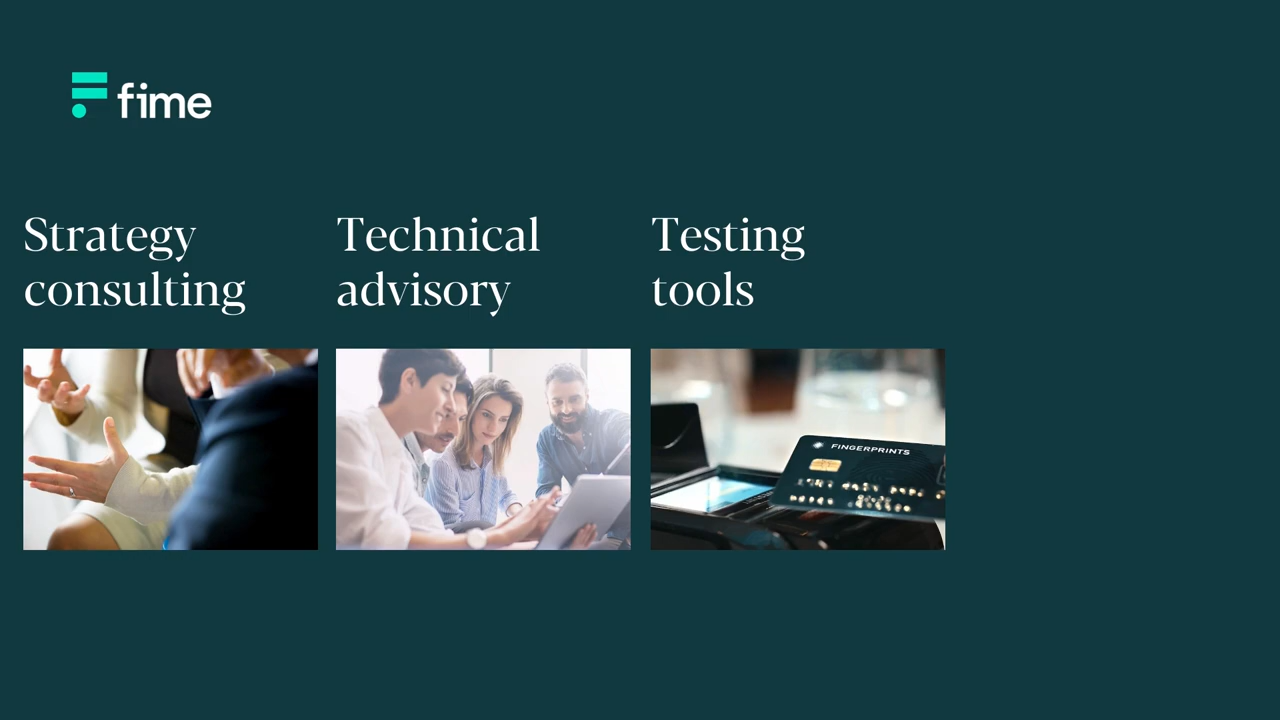 fime
Strategy
consulting
Technical
advisory
Testing
tools
FINGERPRINTS